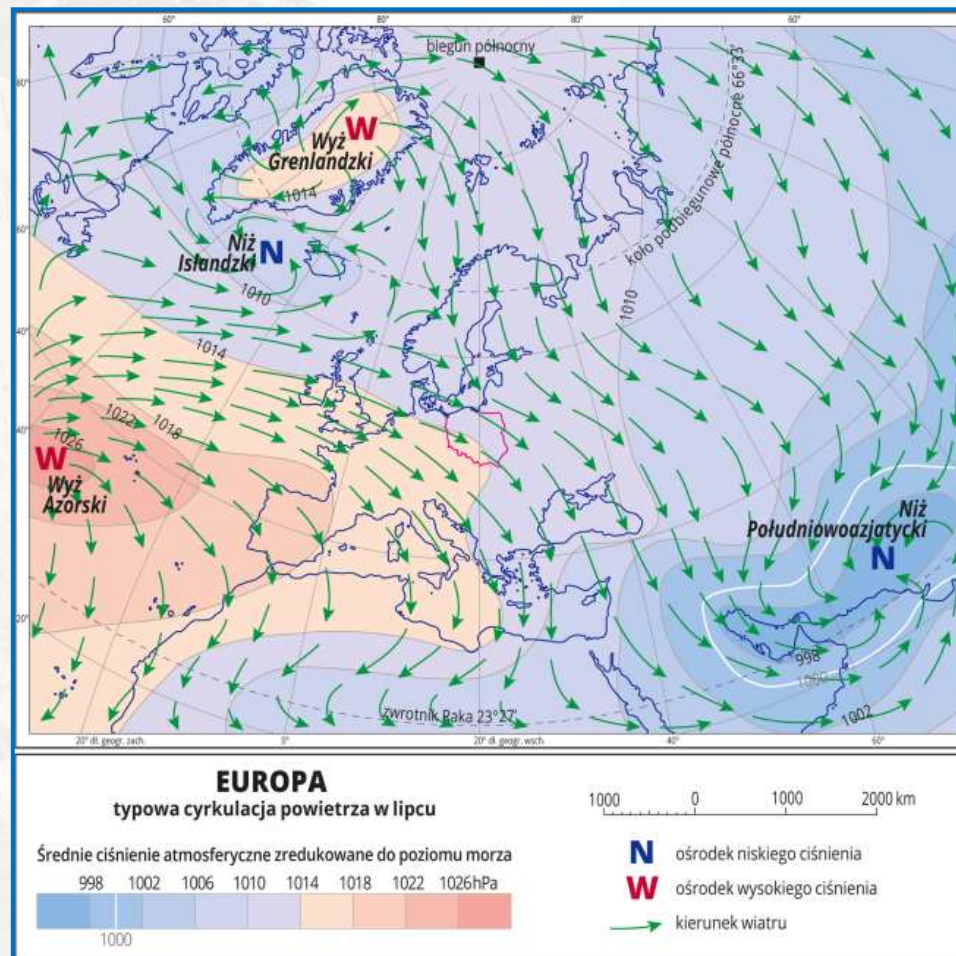 60°
80°
80°
60°
biegun północny
80°
koło podbiegunowe północne 66°33'
W
Wyż
Grenlandzki
1014
60°
Niż
Islandzki
N
1010
1010
40°
1014
1022
1018
1026
40°
W
Wyż
Azorski
Niż
Południowoazjatycki
N
20°
998
1000
1002
zwrotnik Raka 23°27'
20° dł. geogr. zach.
0°
20° dł. geogr. wsch.
40°
60°
EUROPA
typowa cyrkulacja powietrza w lipcu
Średnie ciśnienie atmosferyczne zredukowane do poziomu morza
998 1002 1006 1010 1014 1018 1022 1026 hPa
1000
1000 0 1000 2000 km
N ośrodek niskiego ciśnienia
W ośrodek wysokiego ciśnienia
kierunek wiatru